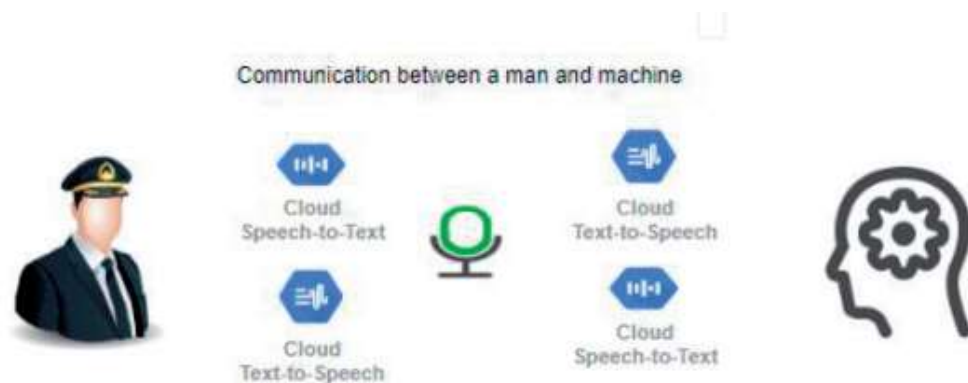 Communication between a man and machine
Cloud
Speech-to-Text
Cloud
Text-to-Speech
Cloud
Text-to-Speech
Cloud
Speech-to-Text